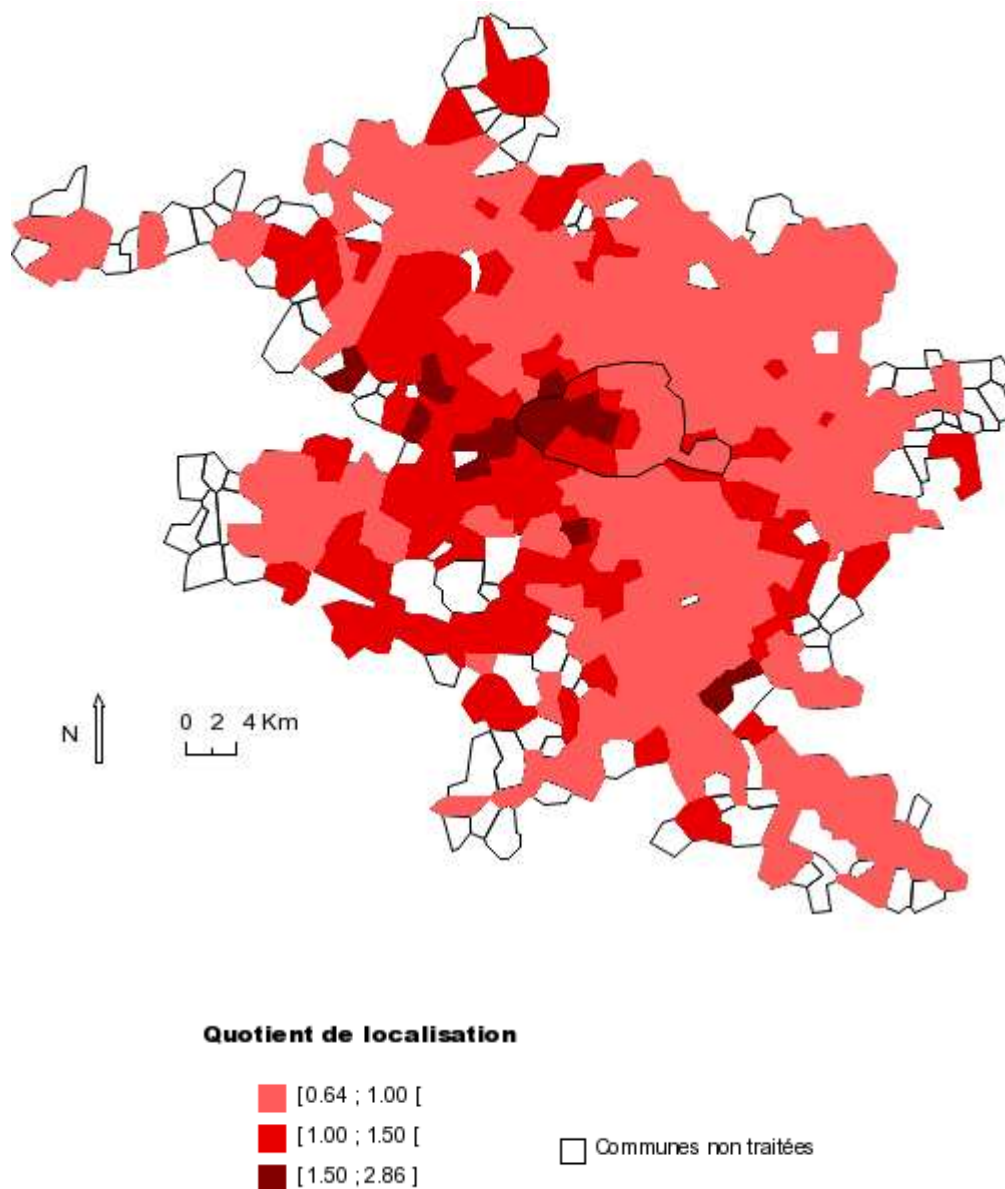 N
0 2 4 Km
Quotient de localisation
[ 0.64 ; 1.00 [
[ 1.00 ; 1.50 [
[ 1.50 ; 2.86 ]
Communes non traitées